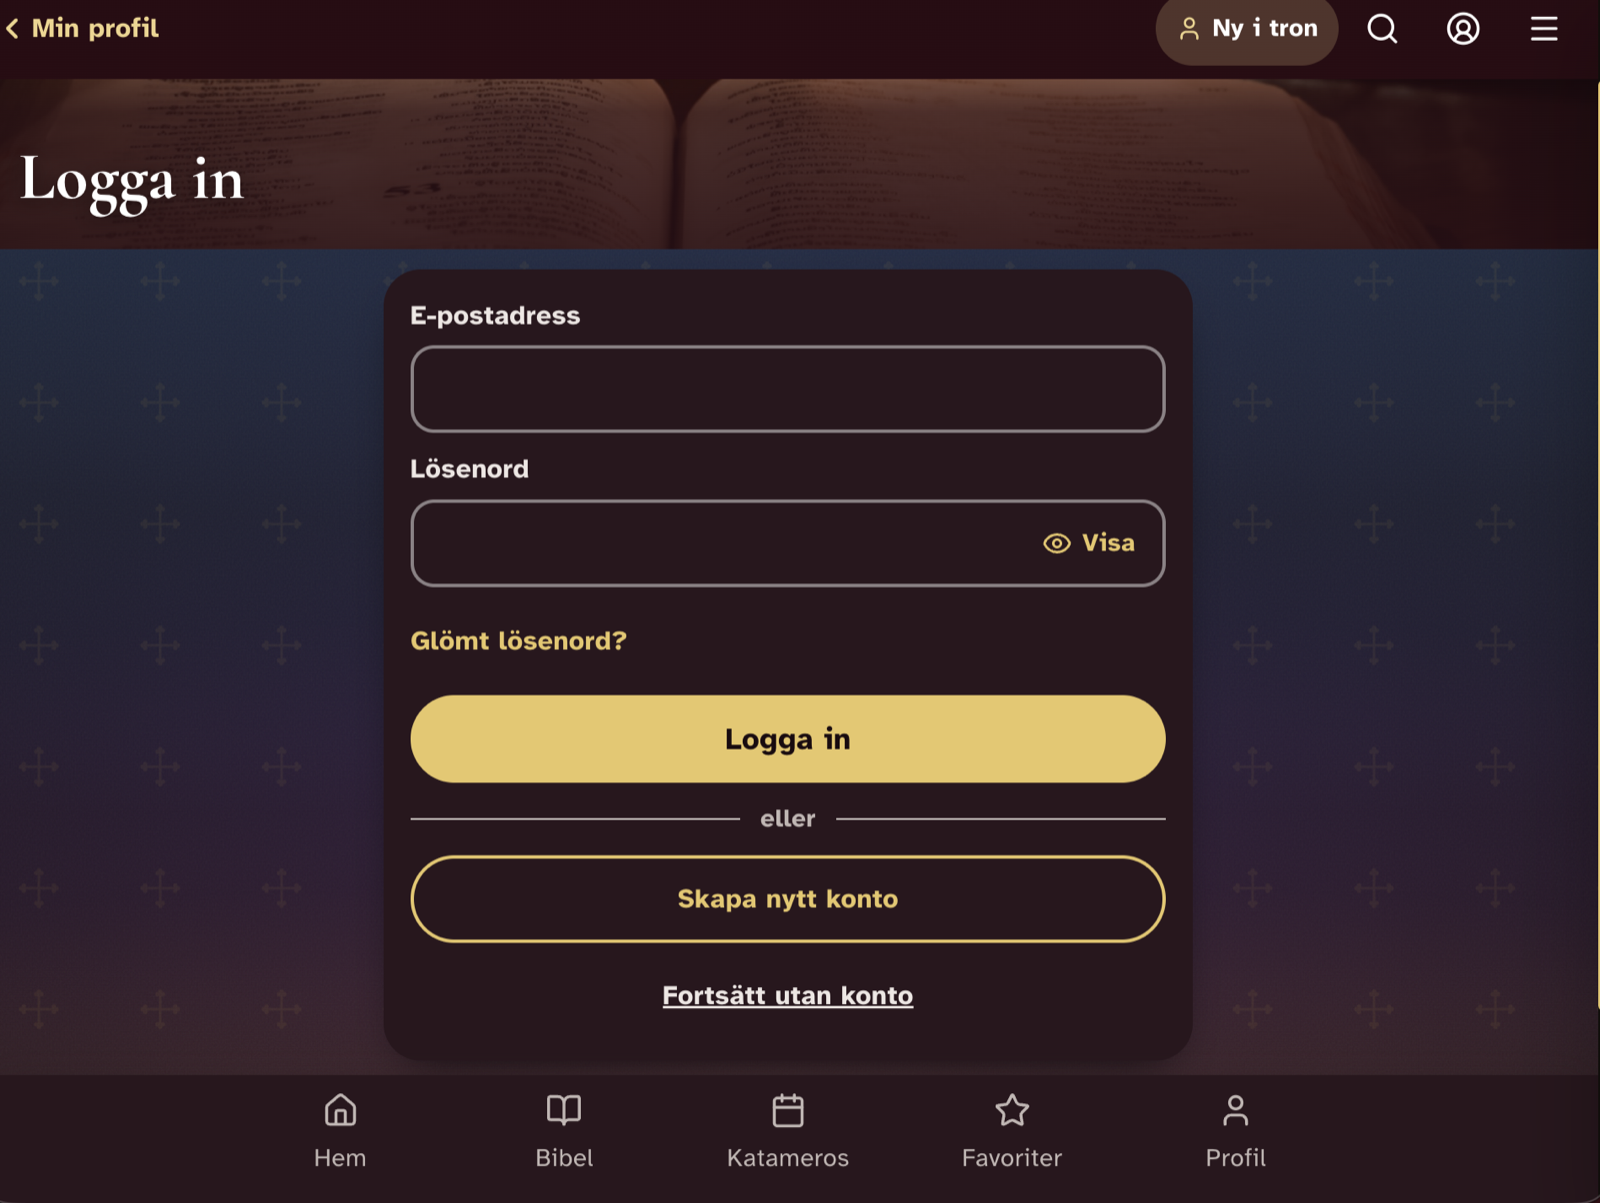 Min profil
Ny i tron
Logga in
E-postadress
Lösenord
Visa
Glömt lösenord?
Logga in
eller
Skapa nytt konto
Fortsätt utan konto
Hem
Bibel
Katameros
Favoriter
Profil